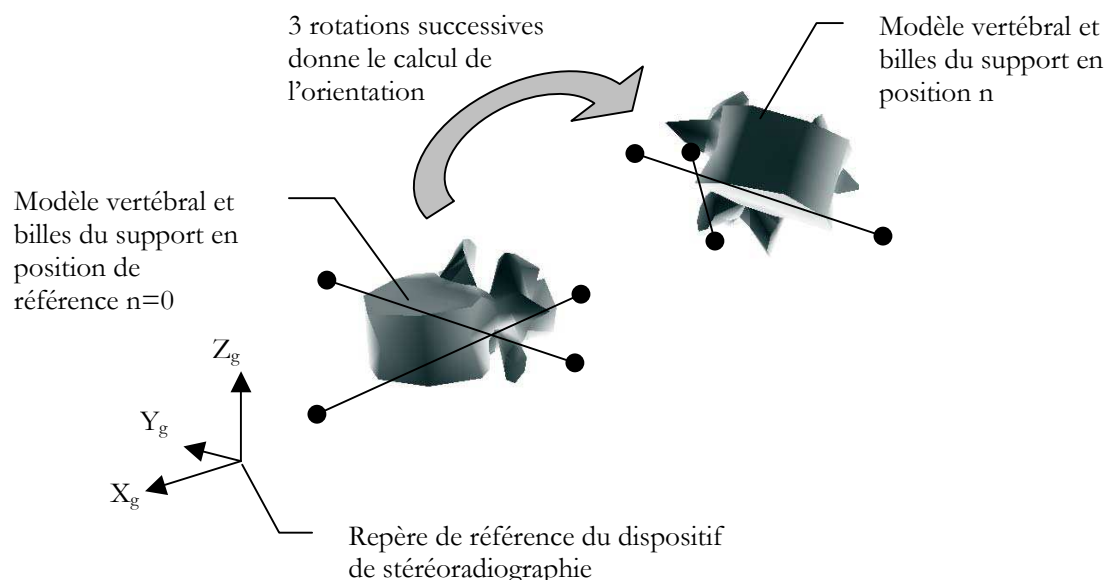 3 rotations successives
donne le calcul de
l’orientation
Modèle vertébral et
billes du support en
position n
Modèle vertébral et
billes du support en
position de
référence n=0
Zg
Yg
Xg
Repère de référence du dispositif
de stéréoradiographie